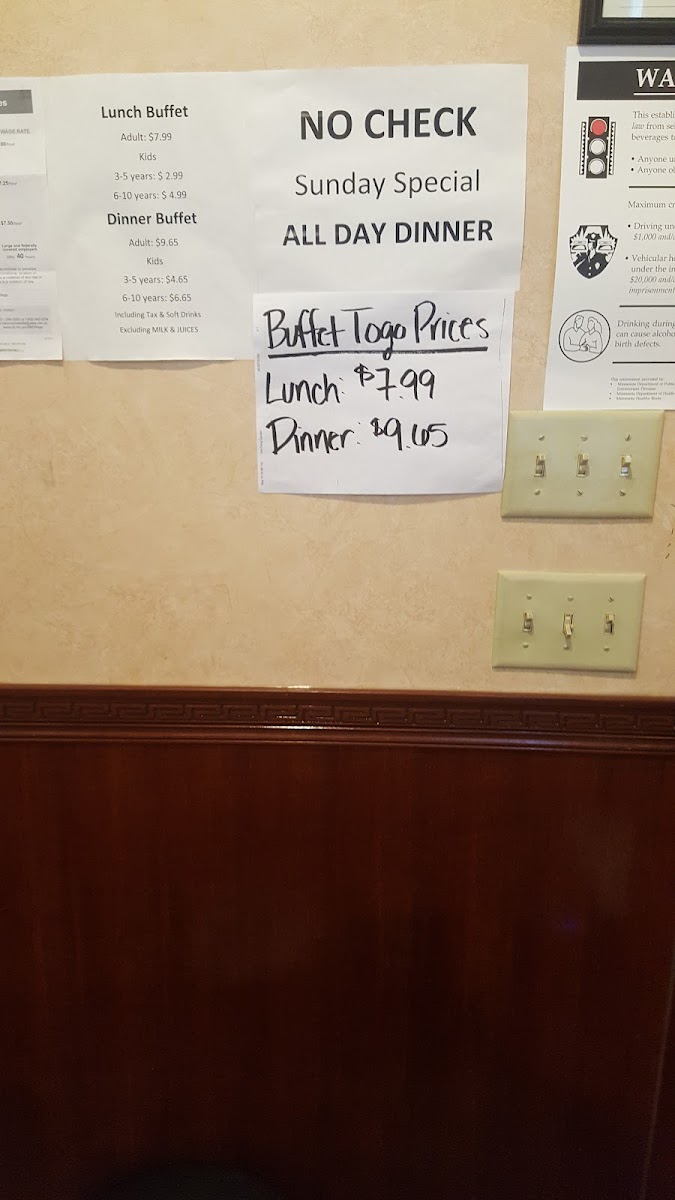 es
WAGE RATE
Lunch Buffet
Adult: $7.99
Kids
3-5 years: $ 2.99
6-10 years: $ 4.99
Dinner Buffet
Adult: $9.65
Kids
3-5 years: $4.65
6-10 years: $6.65
Including Tax & Soft Drinks
Excluding MILK & JUICES
NO CHECK
Sunday Special
ALL DAY DINNER
Buffet Togo Prices
Lunch: $7.99
Dinner: $9.65
WA
This establi
law from se
beverages t
• Anyone u
• Anyone ob
Maximum cr
• Driving un
$1,000 and/
• Vehicular h
under the in
$20,000 and/
imprisonment
Drinking during
can cause alcoho
birth defects.